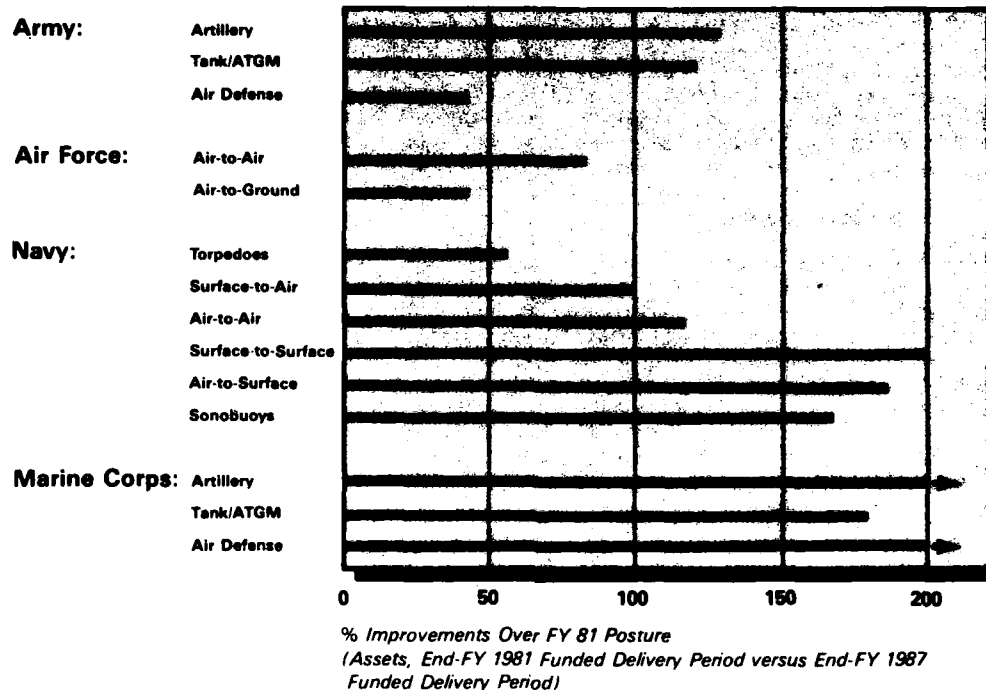 Army: Artillery
Tank/ATGM
Air Defense
Air Force: Air-to-Air
Air-to-Ground
Navy: Torpedoes
Surface-to-Air
Air-to-Air
Surface-to-Surface
Air-to-Surface
Sonobuoys
Marine Corps: Artillery
Tank/ATGM
Air Defense
0 50 100 150 200
% Improvements Over FY 81 Posture
(Assets, End-FY 1981 Funded Delivery Period versus End-FY 1987
Funded Delivery Period)